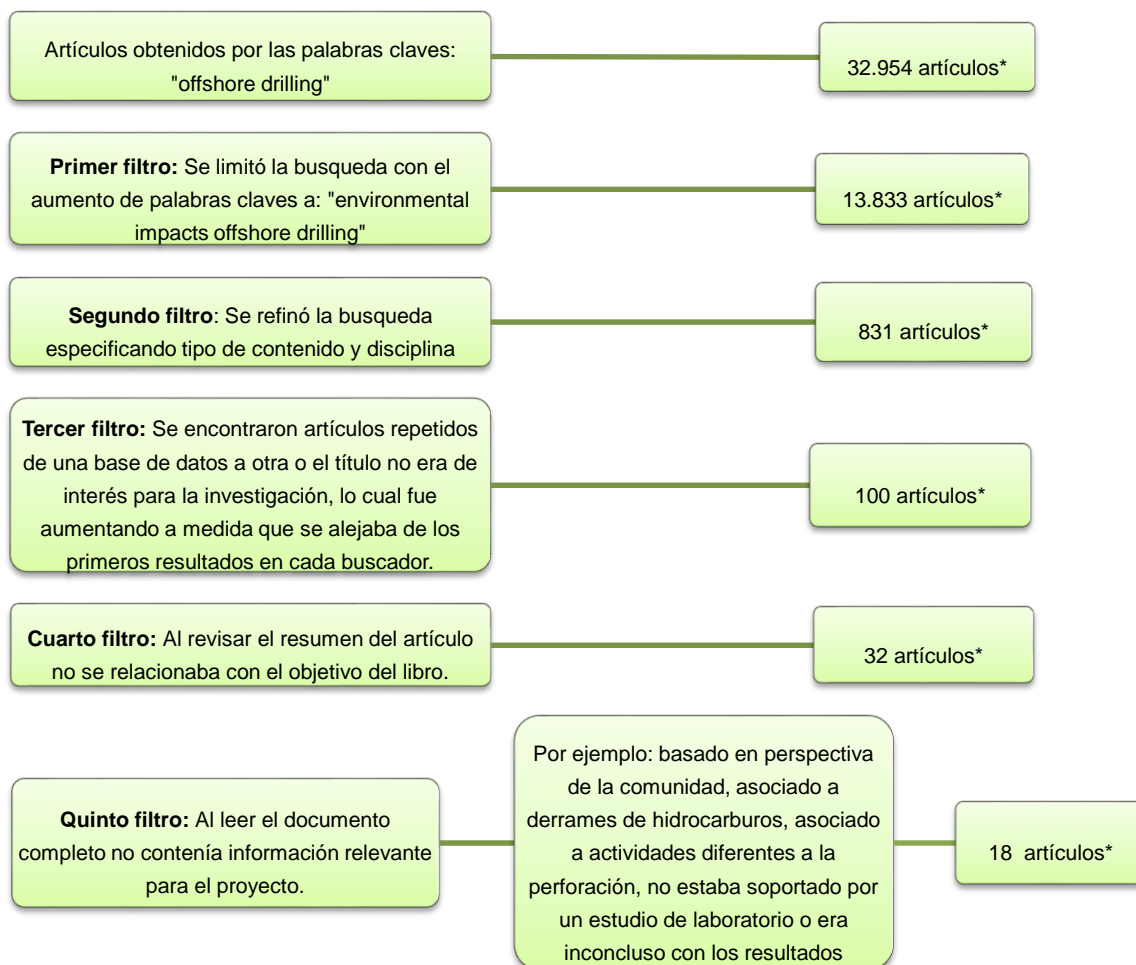 Artículos obtenidos por las palabras claves:
"offshore drilling"
32.954 artículos*
Primer filtro: Se limitó la busqueda con el
aumento de palabras claves a: "environmental
impacts offshore drilling"
13.833 artículos*
Segundo filtro: Se refinó la busqueda
especificando tipo de contenido y disciplina
831 artículos*
Tercer filtro: Se encontraron artículos repetidos
de una base de datos a otra o el título no era de
interés para la investigación, lo cual fue
aumentando a medida que se alejaba de los
primeros resultados en cada buscador.
100 artículos*
Cuarto filtro: Al revisar el resumen del artículo
no se relacionaba con el objetivo del libro.
32 artículos*
Quinto filtro: Al leer el documento
completo no contenía información relevante
para el proyecto.
Por ejemplo: basado en perspectiva
de la comunidad, asociado a
derrames de hidrocarburos, asociado
a actividades diferentes a la
perforación, no estaba soportado por
un estudio de laboratorio o era
inconcluso con los resultados
18 artículos*